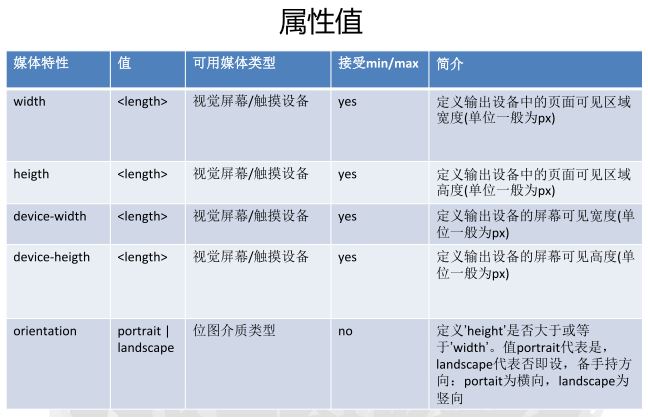 属性值
媒体特性 值 可用媒体类型 接受min/max 简介
width <length> 视觉屏幕/触摸设备 yes 定义输出设备中的页面可见区域
宽度(单位一般为px)
heigth <length> 视觉屏幕/触摸设备 yes 定义输出设备中的页面可见区域
高度(单位一般为px)
device-width <length> 视觉屏幕/触摸设备 yes 定义输出设备的屏幕可见宽度(单
位一般为px)
device-heigth <length> 视觉屏幕/触摸设备 yes 定义输出设备的屏幕可见高度(单
位一般为px)
orientation portrait | 位图介质类型 no 定义'height'是否大于或等
landscape 于'width'。值portrait代表是，
landscape代表否即设，备手持方
向：portait为横向，landscape为
竖向